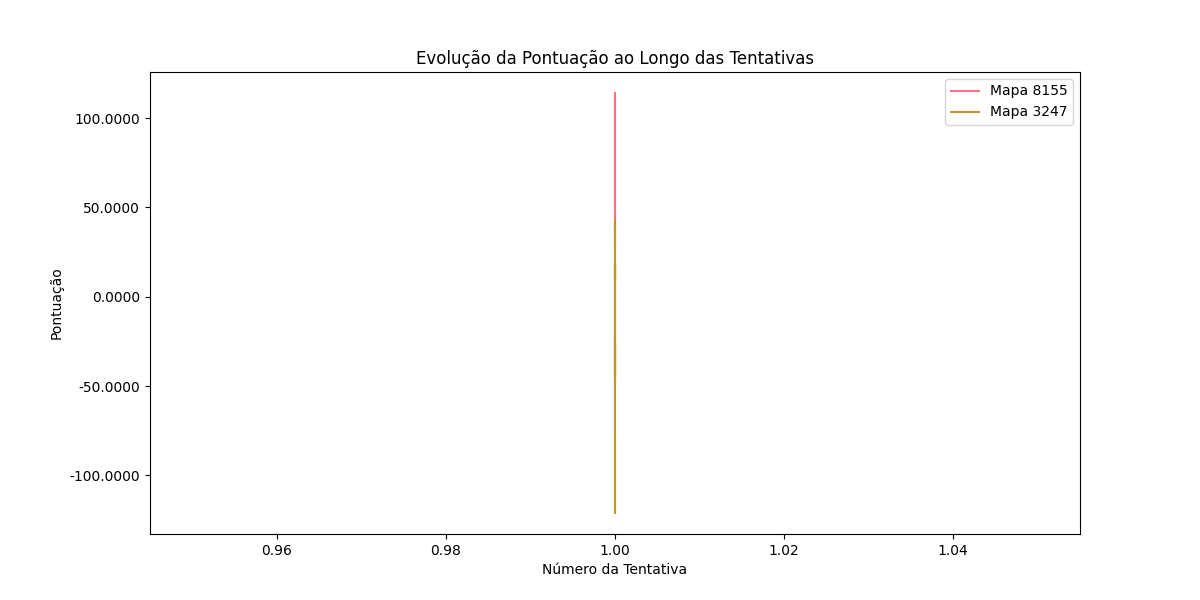 Evolução da Pontuação ao Longo das Tentativas
Mapa 8155
Mapa 3247
100.0000
50.0000
0.0000
-50.0000
-100.0000
Pontuação
0.96
0.98
1.00
1.02
1.04
Número da Tentativa